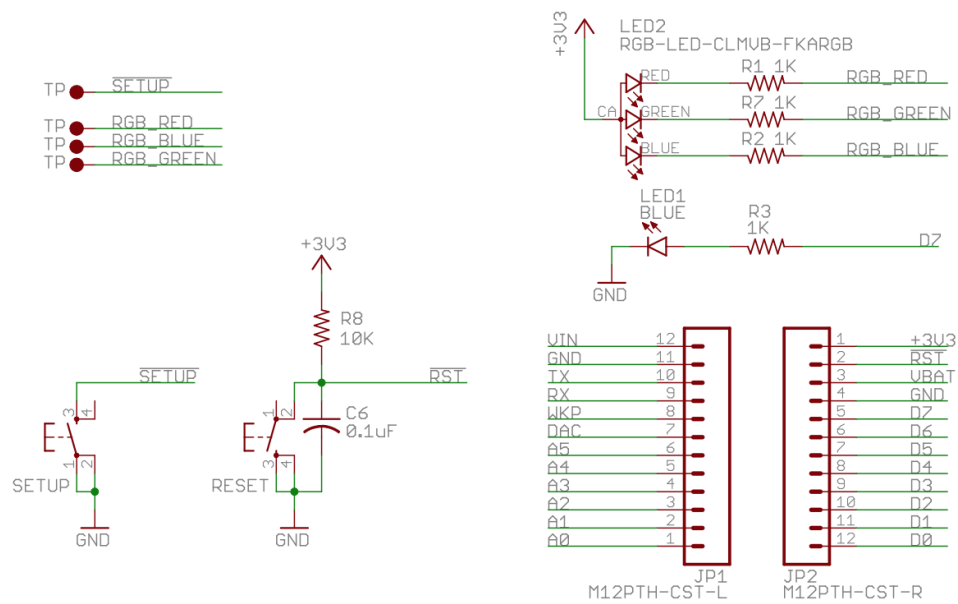 TP SETUP
TP RGB_RED
TP RGB_BLUE
TP RGB_GREEN
+3V3
LED2
RGB-LED-CLMVB-FKARGB
RED R1 1K RGB_RED
CA GREEN R7 1K RGB_GREEN
BLUE R2 1K RGB_BLUE
LED1
BLUE
R3
1K
D7
GND
+3V3
R8
10K
SETUP
3 4
1 2
SETUP
GND
RST
1 2
3 4
C6
0.1uF
RESET
GND
VIN 12
GND 11
TX 10
RX 9
WKP 8
DAC 7
A5 6
A4 5
A3 4
A2 3
A1 2
A0 1
JP1
M12PTH-CST-L
1 +3V3
2 RST
3 VBAT
4 GND
5 D7
6 D6
7 D5
8 D4
9 D3
10 D2
11 D1
12 D0
JP2
M12PTH-CST-R